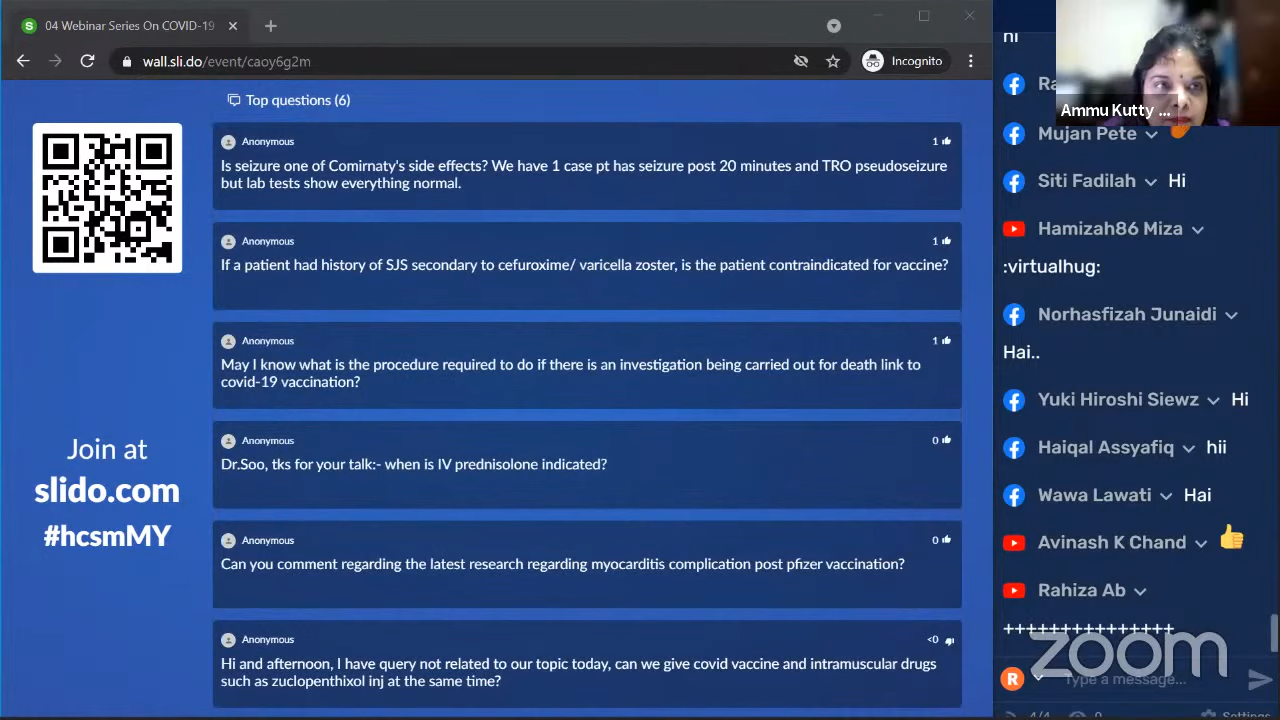 04 Webinar Series On COVID-19
wall.sli.do/event/caoy6g2m
Incognito
Top questions (6)
Anonymous
1
Is seizure one of Comirnaty's side effects? We have 1 case pt has seizure post 20 minutes and TRO pseudoseizure
but lab tests show everything normal.
Anonymous
1
If a patient had history of SJS secondary to cefuroxime/ varicella zoster, is the patient contraindicated for vaccine?
Anonymous
1
May I know what is the procedure required to do if there is an investigation being carried out for death link to
covid-19 vaccination?
Anonymous
0
Dr.Soo, tks for your talk:- when is IV prednisolone indicated?
Anonymous
0
Can you comment regarding the latest research regarding myocarditis complication post pfizer vaccination?
Anonymous
<0
Hi and afternoon, I have query not related to our topic today, can we give covid vaccine and intramuscular drugs
such as zuclopenthixol inj at the same time?
Join at
slido.com
#hcsmMY
hi
Ammu Kutty ...
Mujan Pete
Siti Fadilah Hi
Hamizah86 Miza
:virtualhug:
Norhasfizah Junaidi
Hai..
Yuki Hiroshi Siewz Hi
Haiqal Assyafiq hii
Wawa Lawati Hai
Avinash K Chand
Rahiza Ab
+++++++++++++++
zoom
R
Type a message...
4/4 0
Settings